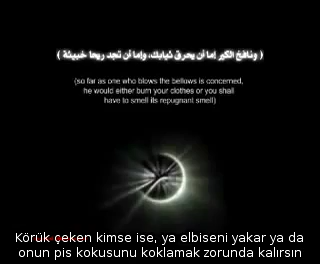 ( ونافخ الكير إما أن يحرق ثيابك، وإما أن تجد ريحا خبيثة )
(so far as one who blows the bellows is concerned,
he would either burn your clothes or you shall
have to smell its repugnant smell)
Körük çeken kimse ise, ya elbiseni yakar ya da
onun pis kokusunu koklamak zorunda kalırsın